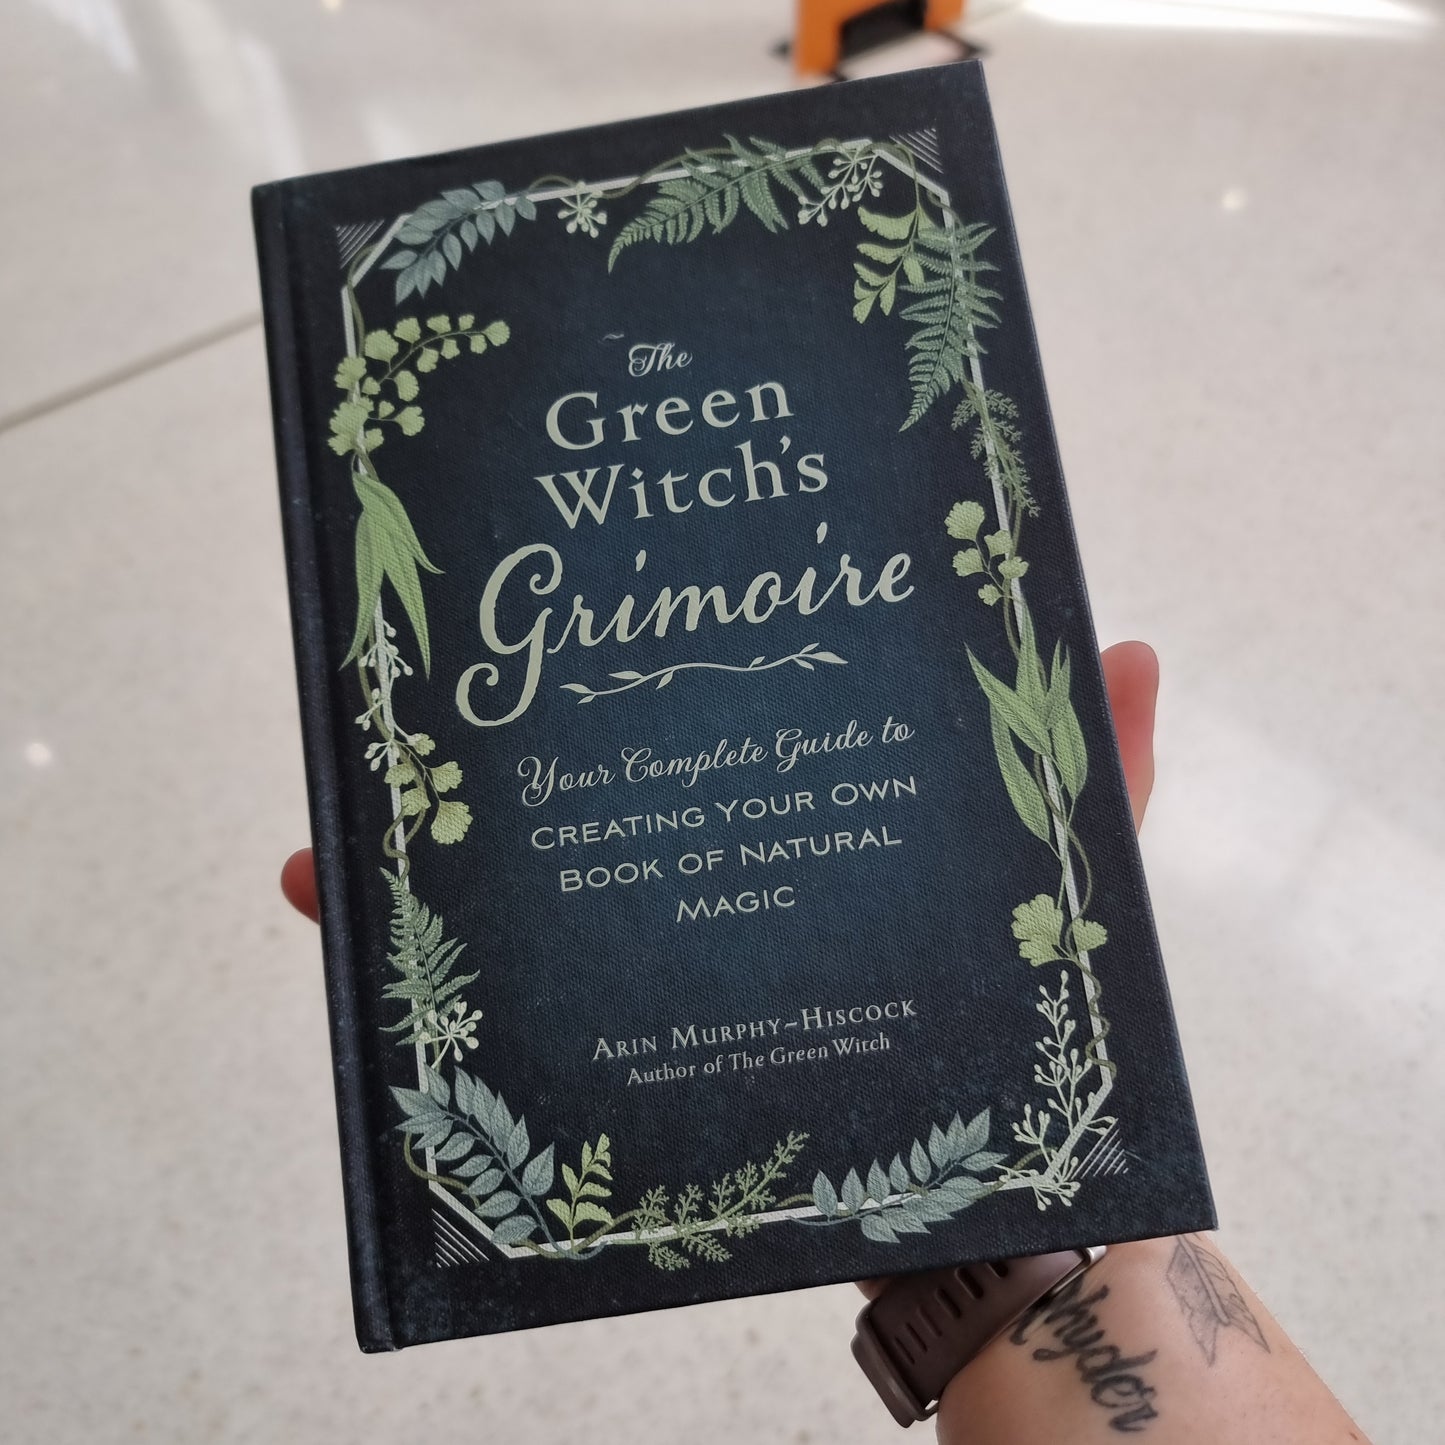 The
Green
Witch's
Grimoire
Your Complete Guide to
Creating Your Own
Book of Natural
Magic
Arin Murphy-Hiscock
Author of The Green Witch